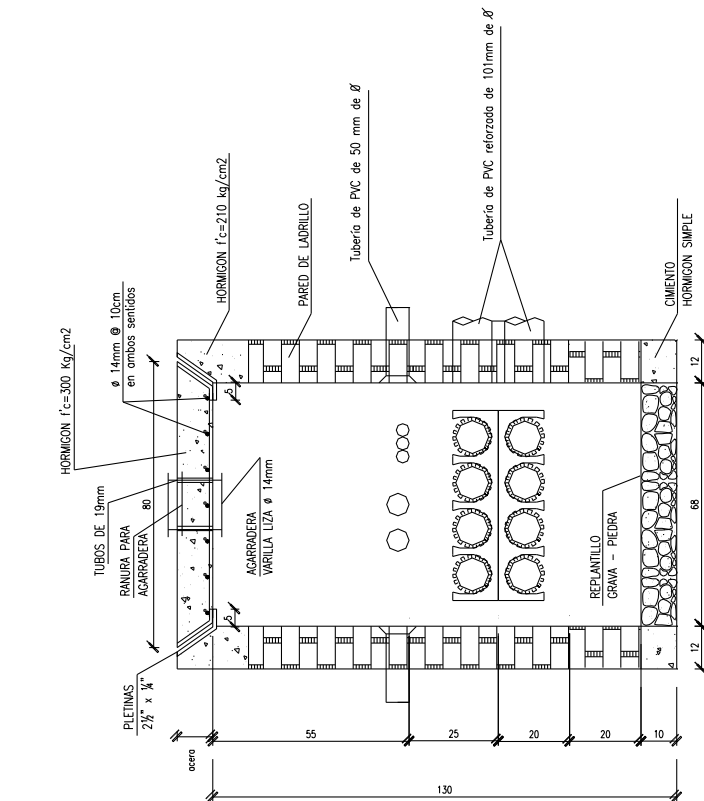 HORMIGON f'c=300 Kg/cm2
ø 14mm @ 10cm
en ambos sentidos
HORMIGON f'c=210 kg/cm2
PARED DE LADRILLO
Tubería de PVC de 50 mm de Ø
Tubería de PVC reforzada de 101mm de Ø
CIMIENTO
HORMIGON SIMPLE
TUBOS DE 19mm
RANURA PARA
AGARRADERA
80
AGARRADERA
VARILLA LIZA ø 14mm
REPLANTILLO
GRAVA - PIEDRA
PLETINAS
2½" x ¼"
5
5
12
68
12
acera
55
25
20
20
10
130